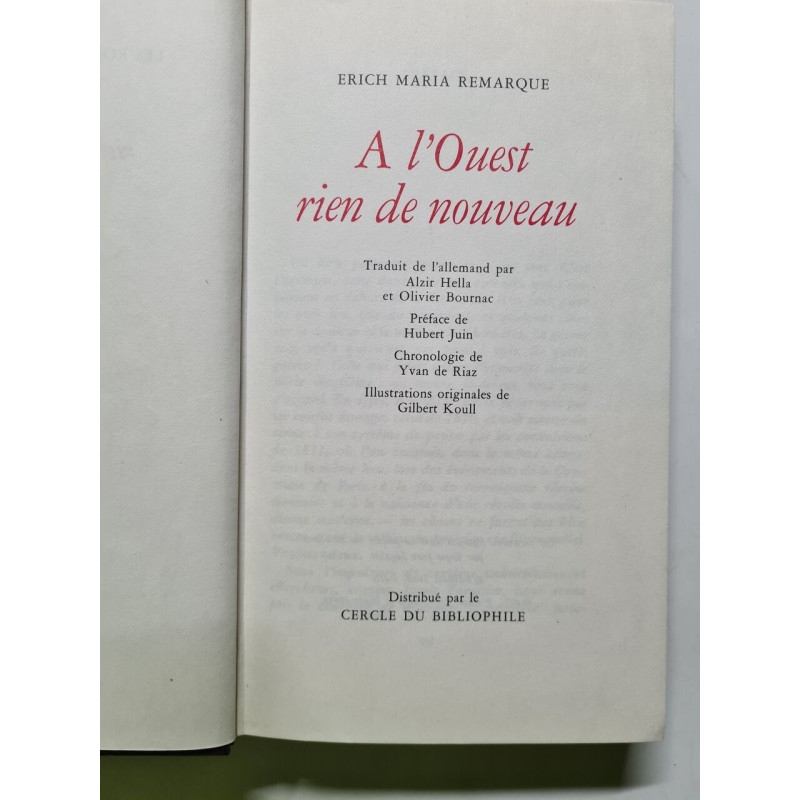 ERICH MARIA REMARQUE
A l'Ouest
rien de nouveau
Traduit de l'allemand par
Alzir Hella
et Olivier Bournac
Préface de
Hubert Juin
Chronologie de
Yvan de Riaz
Illustrations originales de
Gilbert Koull
Distribué par le
CERCLE DU BIBLIOPHILE